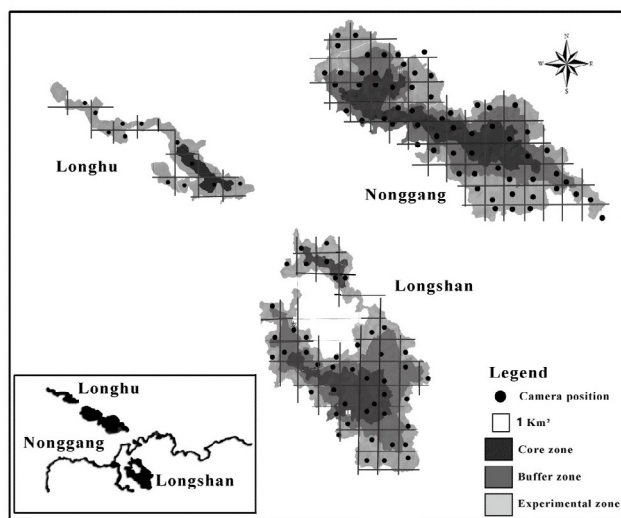 N
W E
S
Longhu
Nonggang
Longshan
Legend
Camera position
1 Km²
Core zone
Buffer zone
Experimental zone
Longhu
Nonggang
Longshan